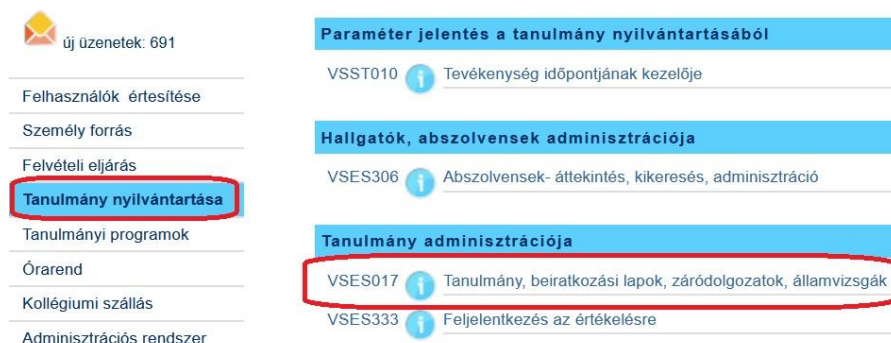 új üzenetek: 691
Felhasználók értesítése
Személy forrás
Felvételi eljárás
Tanulmány nyilvántartása
Tanulmányi programok
Órarend
Kollégiumi szállás
Adminisztrációs rendszer
Paraméter jelentés a tanulmány nyilvántartásából
VSST010 Tevékenység időpontjának kezelője
Hallgatók, abszolvensek adminisztrációja
VSES306 Abszolvensek- áttekintés, kikeresés, adminisztráció
Tanulmány adminisztrációja
VSES017 Tanulmány, beiratkozási lapok, záródolgozatok, államvizsgák
VSES333 Feljelentkezés az értékelésre